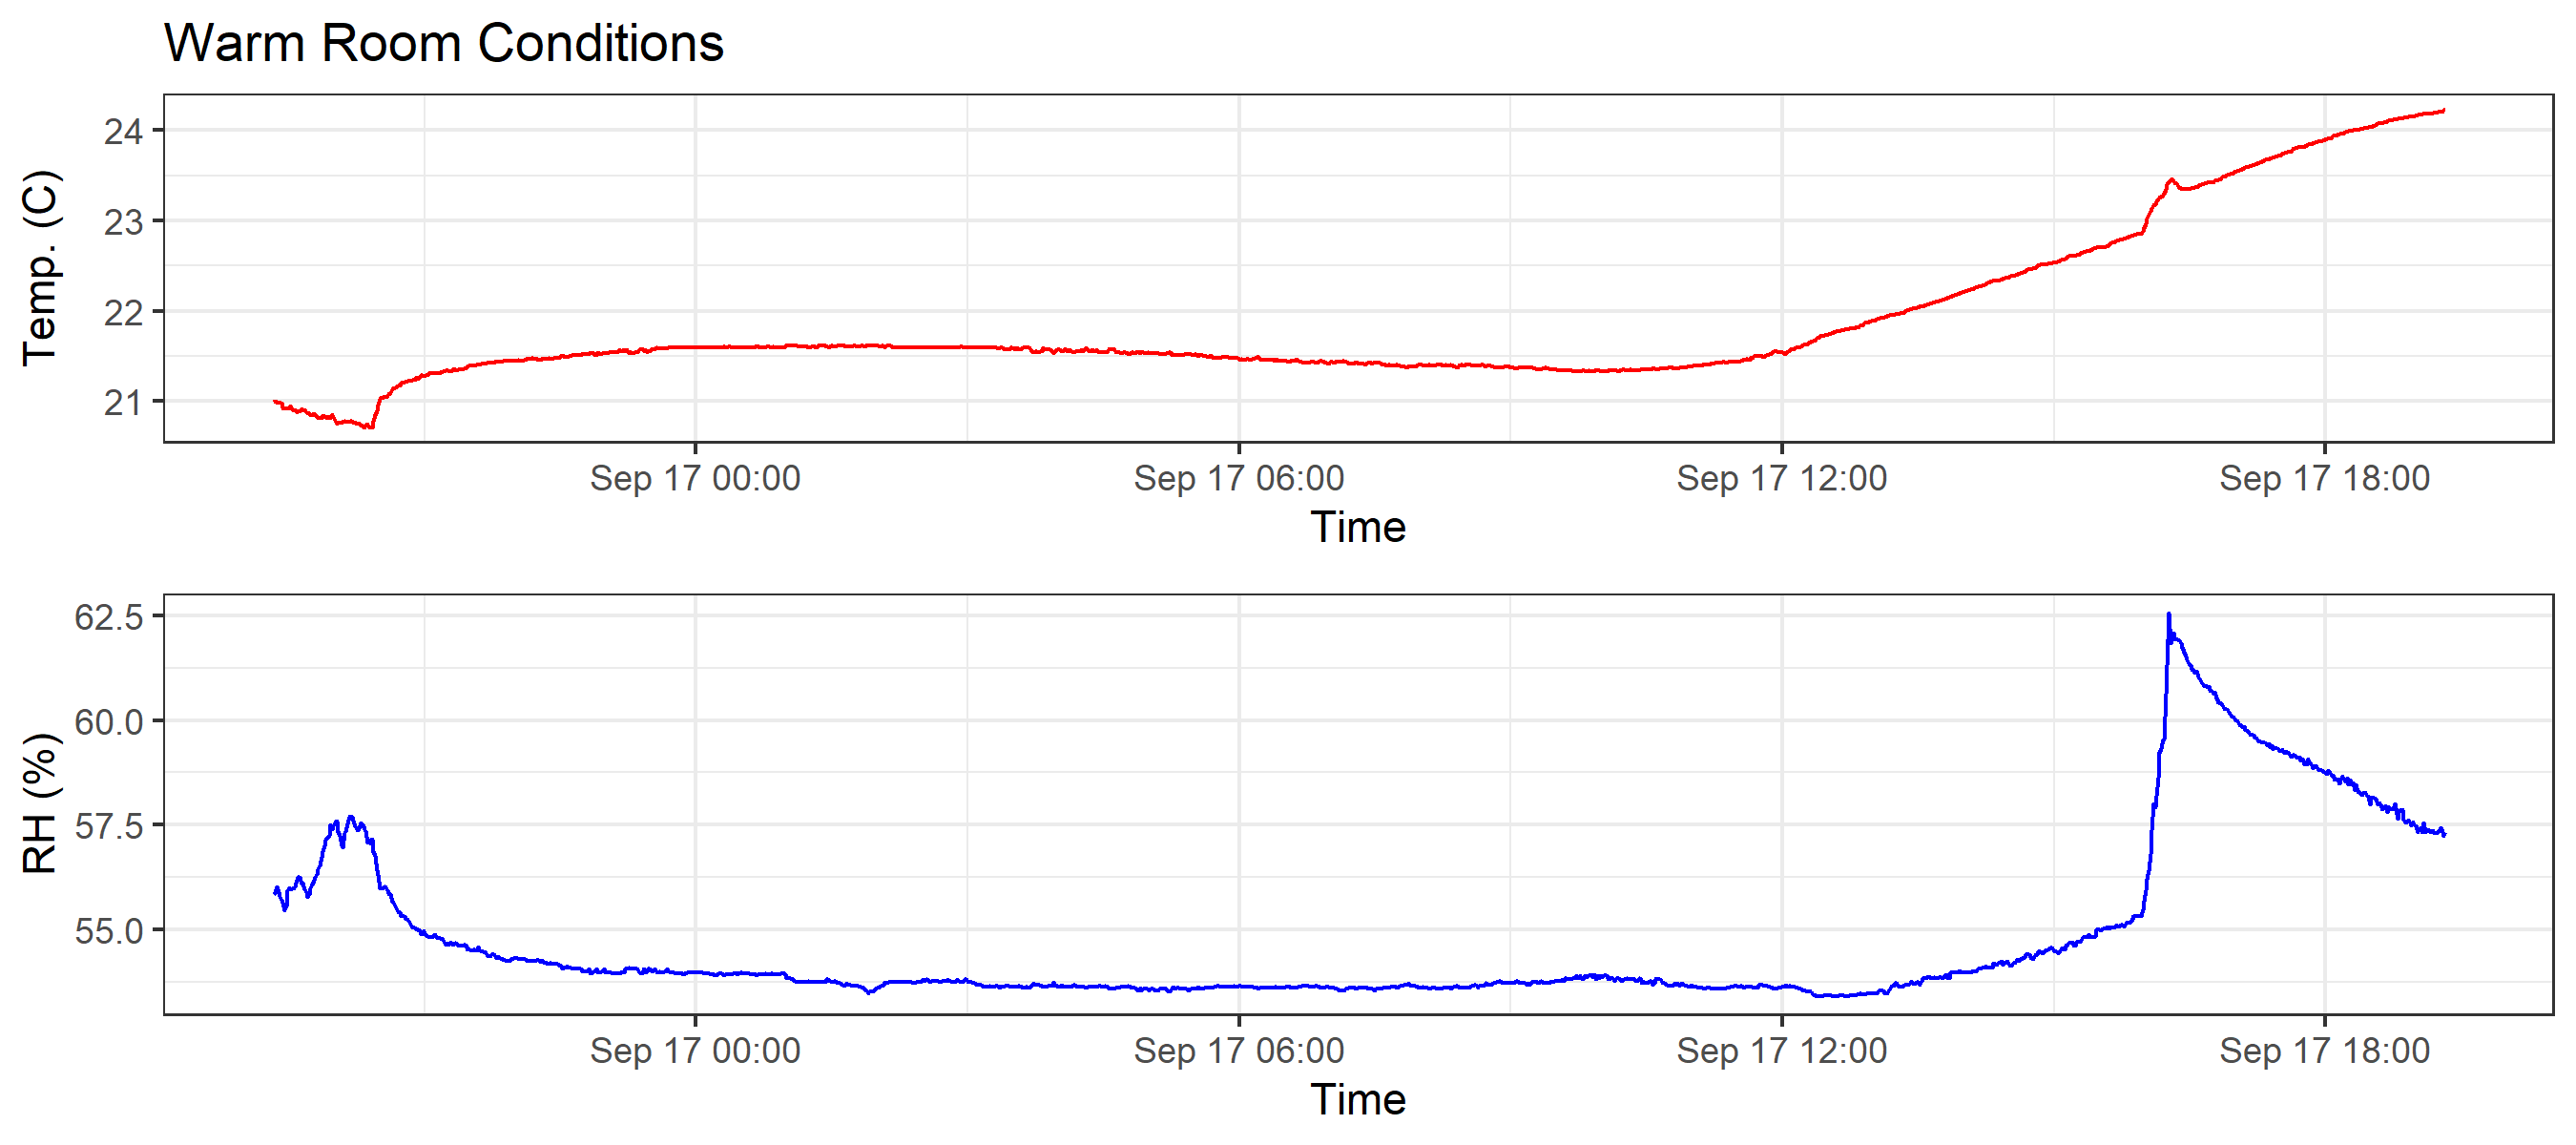 Warm Room Conditions
Temp. (C)
24
23
22
21
Sep 17 00:00 Sep 17 06:00 Sep 17 12:00 Sep 17 18:00
Time
RH (%)
62.5
60.0
57.5
55.0
Sep 17 00:00 Sep 17 06:00 Sep 17 12:00 Sep 17 18:00
Time